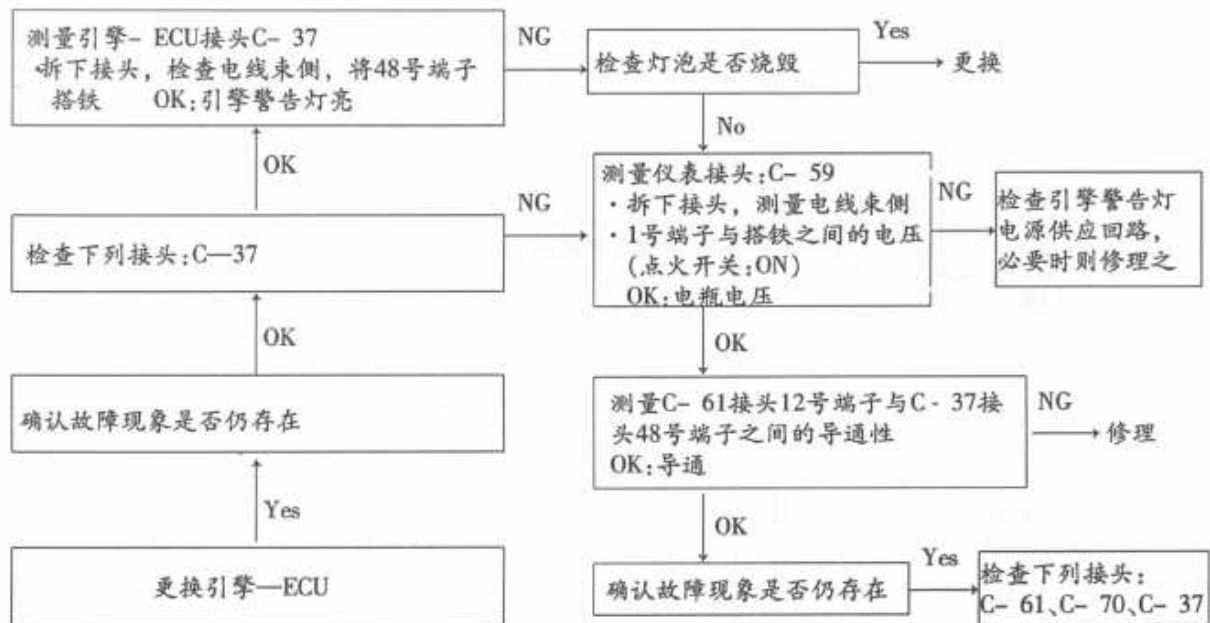 测量引擎- ECU接头C- 37
·拆下接头，检查电线束侧，将48号端子
搭铁 OK:引擎警告灯亮
NG
检查灯泡是否烧毁
Yes
更换
OK
No
检查下列接头:C—37
NG
测量仪表接头:C- 59
·拆下接头，测量电线束侧
·1号端子与搭铁之间的电压
(点火开关:ON)
OK:电瓶电压
NG
检查引擎警告灯
电源供应回路，
必要时则修理之
OK
OK
确认故障现象是否仍存在
测量C- 61接头12号端子与C - 37接
头48号端子之间的导通性
OK:导通
NG
修理
Yes
OK
更换引擎—ECU
确认故障现象是否仍存在
Yes
检查下列接头:
C- 61、C- 70、C- 37